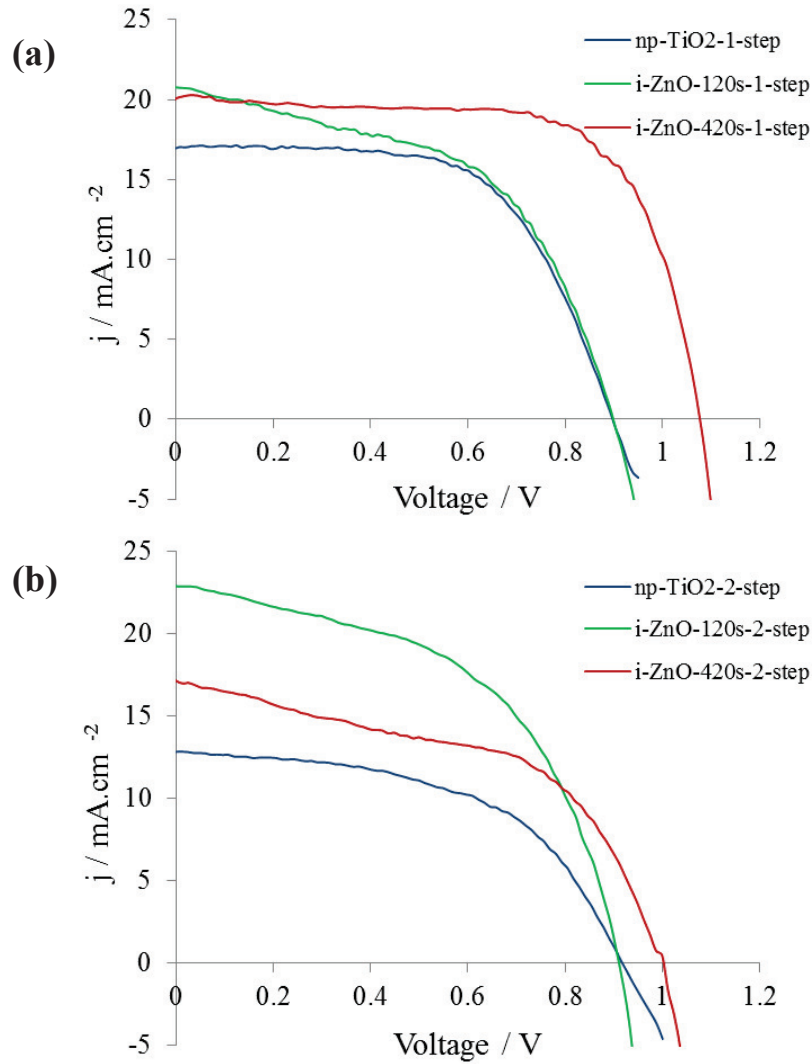 (a)
25
20
15
10
5
0
-5
j / mA.cm -2
0 0.2 0.4 0.6 0.8 1 1.2
Voltage / V
np-TiO2-1-step
i-ZnO-120s-1-step
i-ZnO-420s-1-step
(b)
25
20
15
10
5
0
-5
j / mA.cm -2
0 0.2 0.4 0.6 0.8 1 1.2
Voltage / V
np-TiO2-2-step
i-ZnO-120s-2-step
i-ZnO-420s-2-step